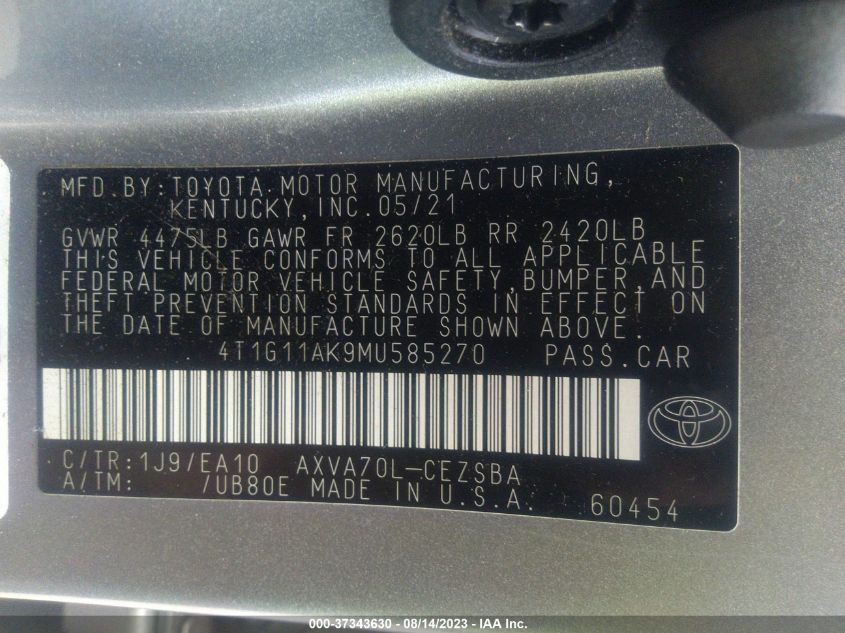 MFD.BY:TOYOTA MOTOR MANUFACTURING,
KENTUCKY,INC.05/21
GVWR 4475LB GAWR FR 2620LB RR 2420LB
THIS VEHICLE CONFORMS TO ALL APPLICABLE
FEDERAL MOTOR VEHICLE SAFETY,BUMPER,AND
THEFT PREVENTION STANDARDS IN EFFECT ON
THE DATE OF MANUFACTURE SHOWN ABOVE.
4T1G11AK9MU585270 PASS.CAR
C/TR:1J9/EA10 AXVA70L-CEZSBA
A/TM: /UB80E MADE IN U.S.A. 60454
000-37343630 - 08/14/2023 - IAA Inc.